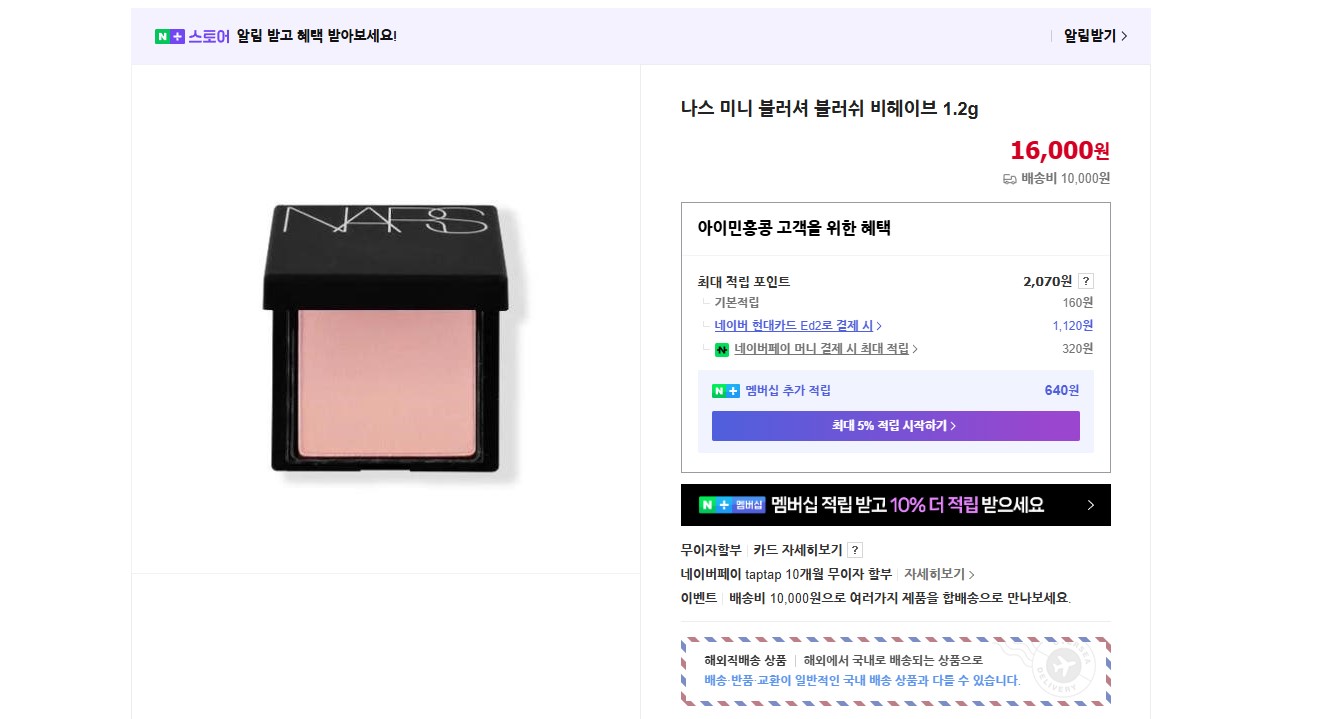 N+ 스토어 알림 받고 혜택 받아보세요!
알림받기
나스 미니 블러셔 블러쉬 비헤이브 1.2g
16,000원
배송비 10,000원
NARS
아이민홍콩 고객을 위한 혜택
최대 적립 포인트 2,070원 ?
기본적립 160원
네이버 현대카드 Ed2로 결제 시 1,120원
네이버페이 머니 결제 시 최대 적립 320원
N+ 멤버십 추가 적립 640원
최대 5% 적립 시작하기
N+ 멤버십 멤버십 적립 받고 10% 더 적립 받으세요
무이자할부 카드 자세히보기 ?
네이버페이 taptap 10개월 무이자 할부 자세히보기
이벤트 배송비 10,000원으로 여러가지 제품을 합배송으로 만나보세요.
해외직배송 상품 해외에서 국내로 배송되는 상품으로
배송·반품·교환이 일반적인 국내 배송 상품과 다를 수 있습니다.
DELIVERY